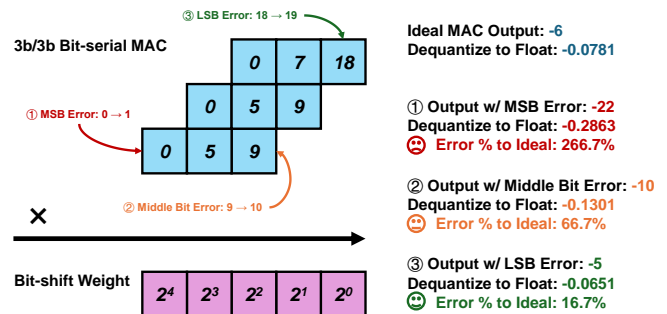 ③ LSB Error: 18 → 19
3b/3b Bit-serial MAC
0 7 18
0 5 9
① MSB Error: 0 → 1
0 5 9
② Middle Bit Error: 9 → 10
×
Bit-shift Weight
2⁴ 2³ 2² 2¹ 2⁰
Ideal MAC Output: -6
Dequantize to Float: -0.0781
① Output w/ MSB Error: -22
Dequantize to Float: -0.2863
Error % to Ideal: 266.7%
② Output w/ Middle Bit Error: -10
Dequantize to Float: -0.1301
Error % to Ideal: 66.7%
③ Output w/ LSB Error: -5
Dequantize to Float: -0.0651
Error % to Ideal: 16.7%